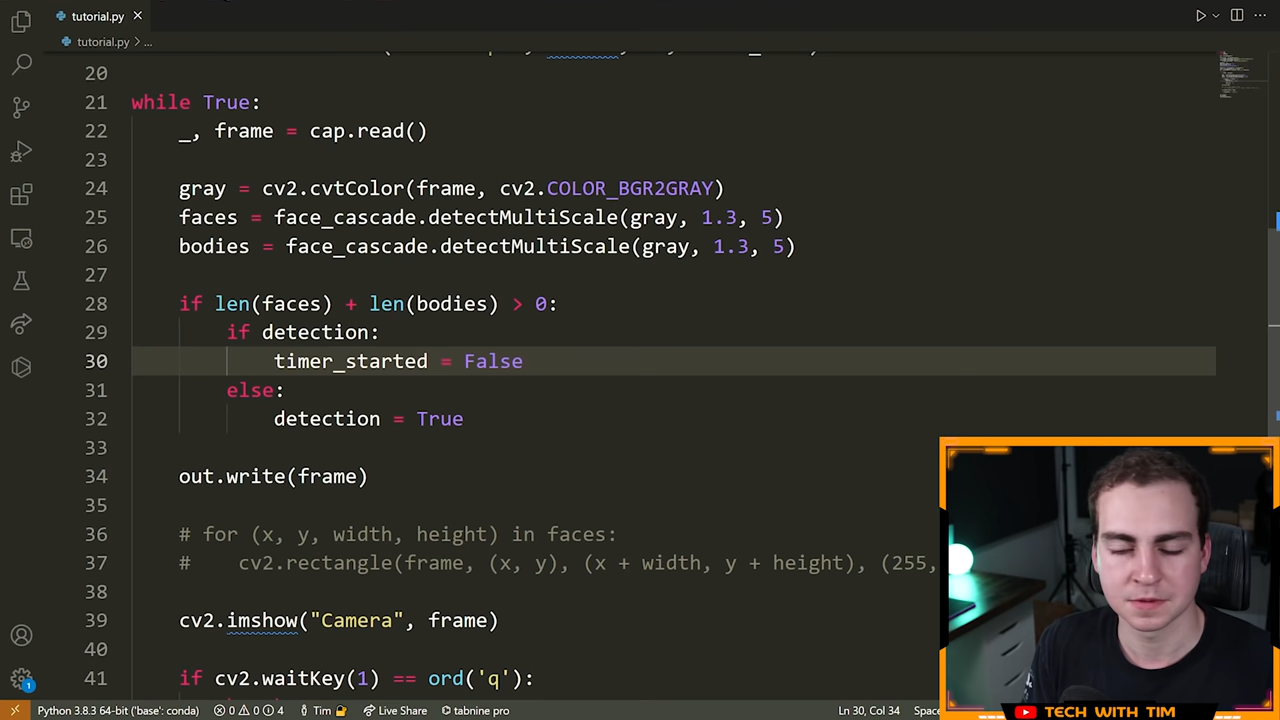 tutorial.py
tutorial.py > ...
20
21 while True:
22 _, frame = cap.read()
23
24 gray = cv2.cvtColor(frame, cv2.COLOR_BGR2GRAY)
25 faces = face_cascade.detectMultiScale(gray, 1.3, 5)
26 bodies = face_cascade.detectMultiScale(gray, 1.3, 5)
27
28 if len(faces) + len(bodies) > 0:
29 if detection:
30 timer_started = False
31 else:
32 detection = True
33
34 out.write(frame)
35
36 # for (x, y, width, height) in faces:
37 # cv2.rectangle(frame, (x, y), (x + width, y + height), (255,
38
39 cv2.imshow("Camera", frame)
40
41 if cv2.waitKey(1) == ord('q'):
1
Python 3.8.3 64-bit ('base': conda) 0 0 4 Tim Live Share tabnine pro Ln 30, Col 34 Space
TECH WITH TIM